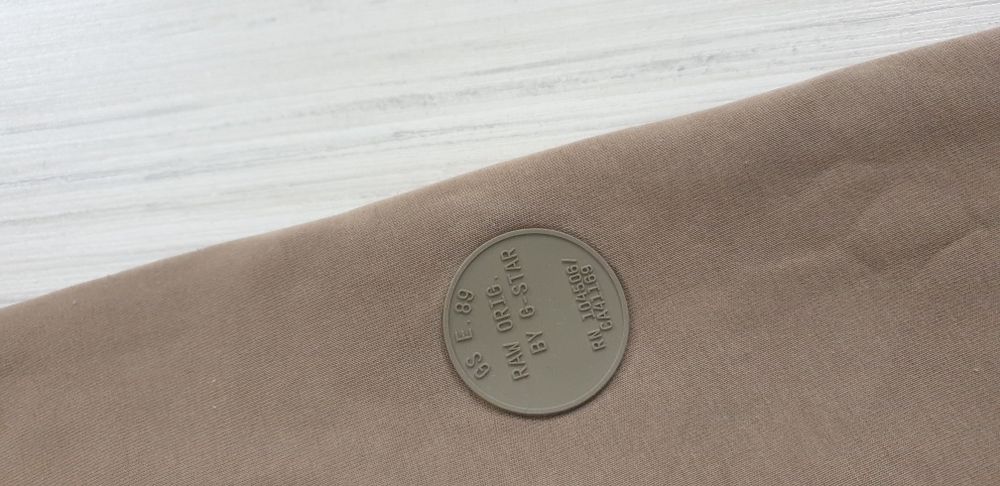 GS E.89
RAW ORIG.
BY G-STAR
RN 104506/
CA41169